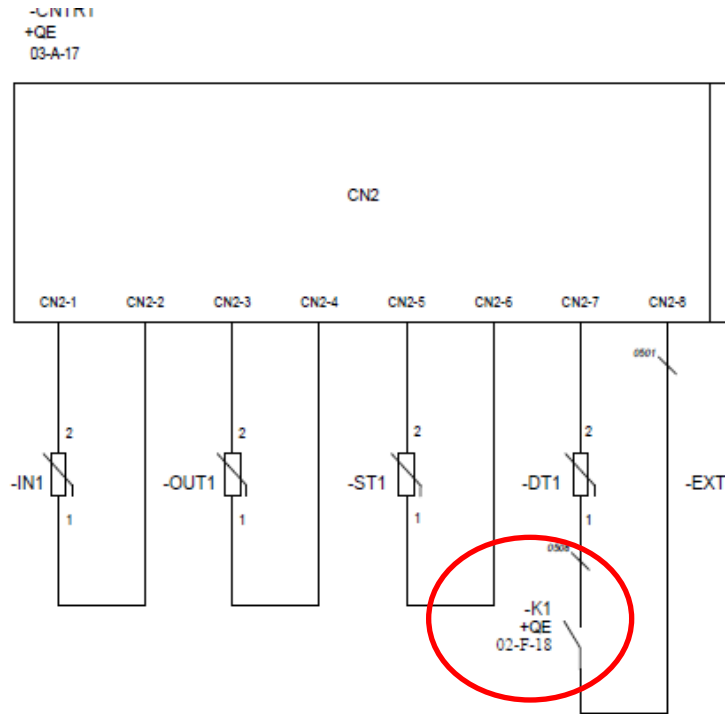 -CNTR1
+QE
03-A-17
CN2
CN2-1 CN2-2 CN2-3 CN2-4 CN2-5 CN2-6 CN2-7 CN2-8
0501
2 2 2 2
-IN1 -OUT1 -ST1 -DT1 -EXT
1 1 1 1
0508
-K1
+QE
02-F-18